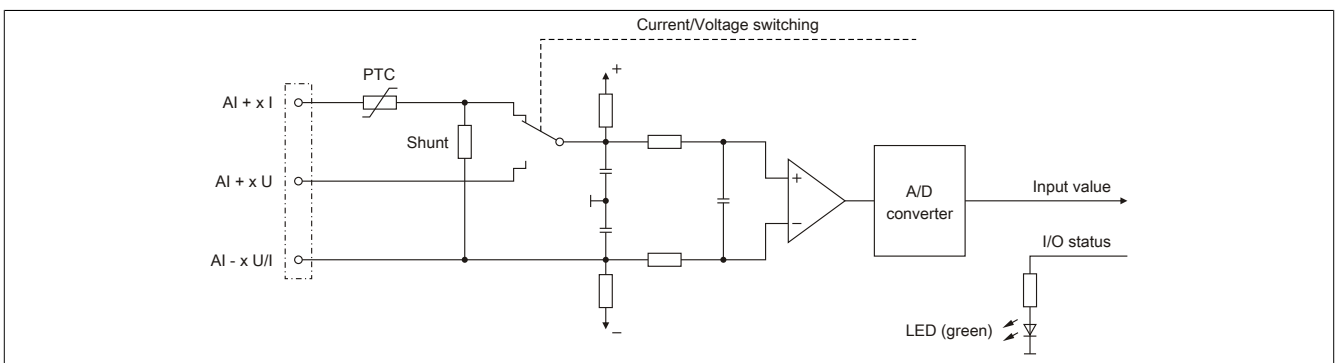 Current/Voltage switching
PTC
+
AI + x I
Shunt
AI + x U
+
−
A/D
converter
Input value
AI - x U/I
I/O status
−
LED (green)